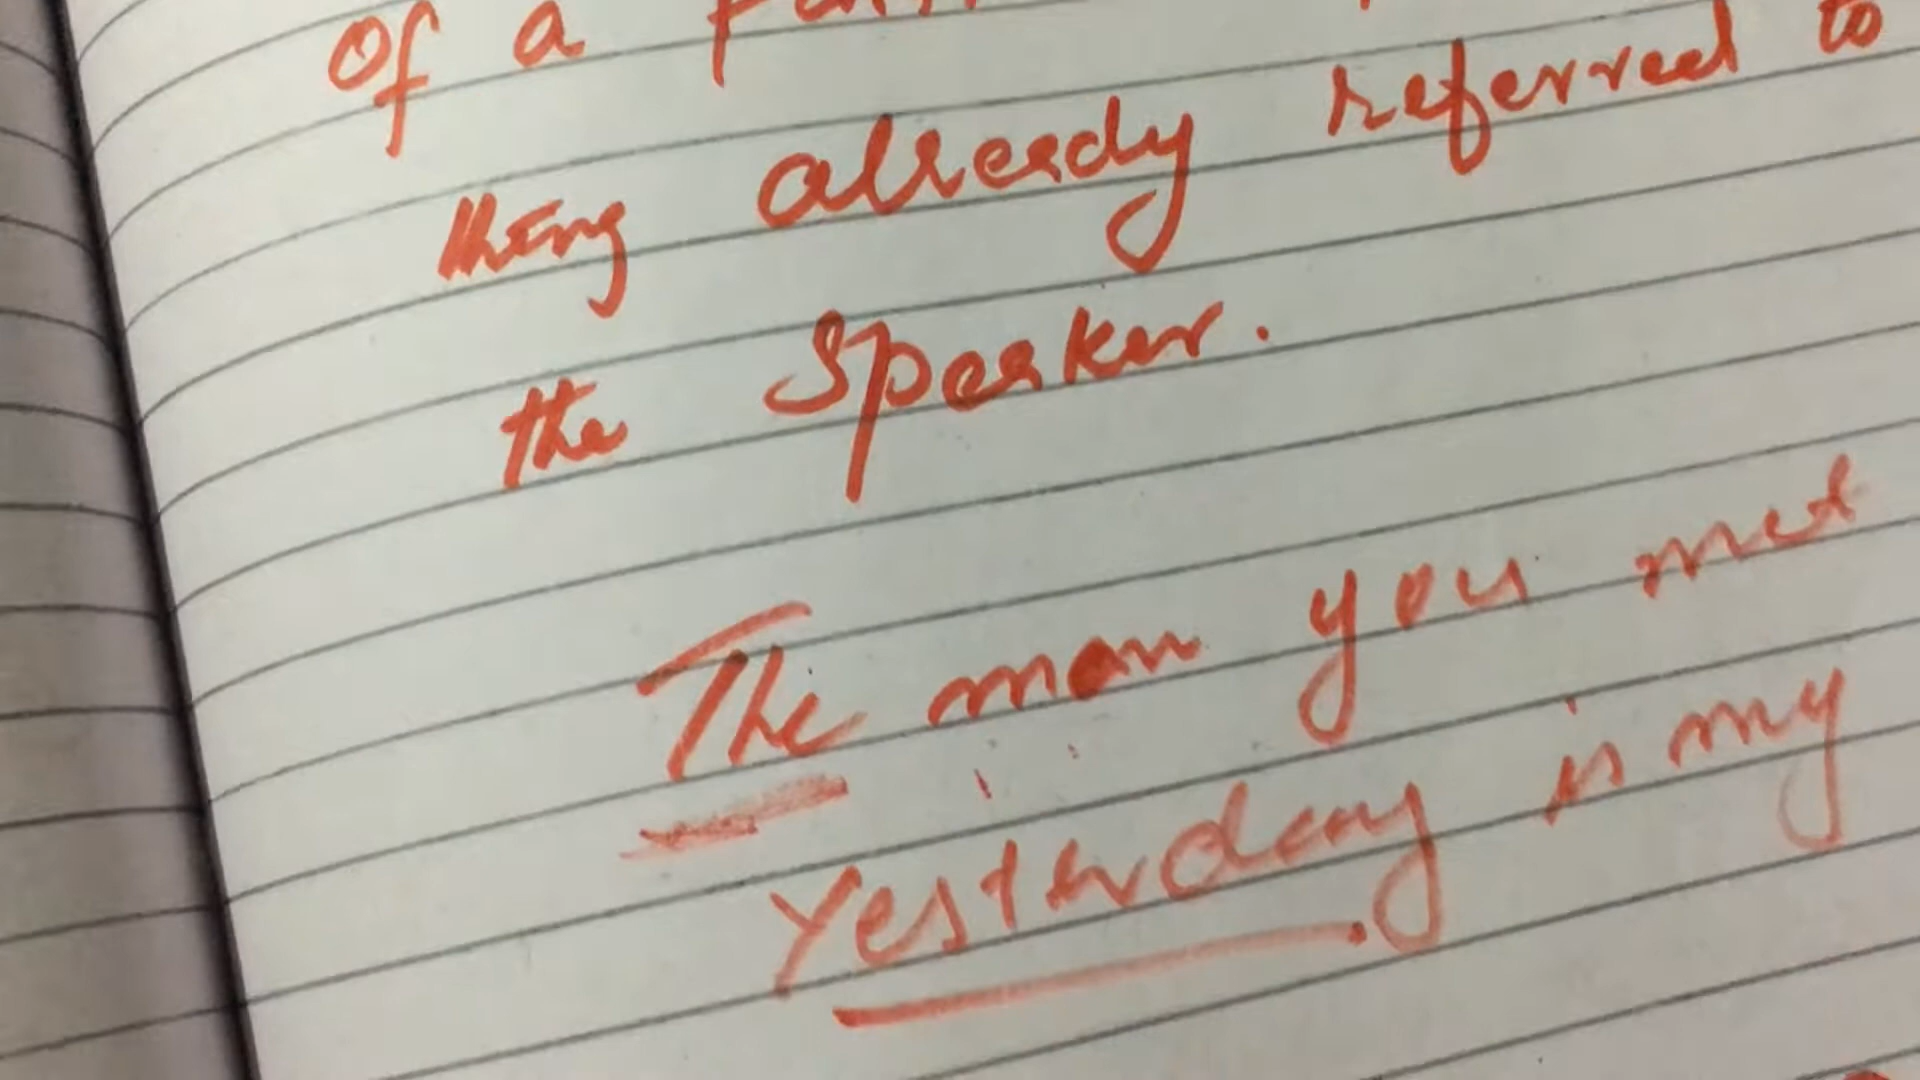 of a
thing already referred to
the Speaker.
The man you met
Yesterday is my